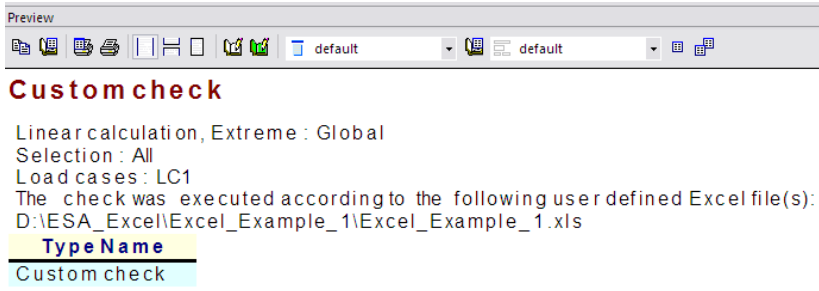 Preview
default default
Custom check
Linear calculation, Extreme : Global
Selection : All
Load cases : LC1
The check was executed according to the following user defined Excel file(s):
D:\ESA_Excel\Excel_Example_1\Excel_Example_1.xls
Type Name
Custom check